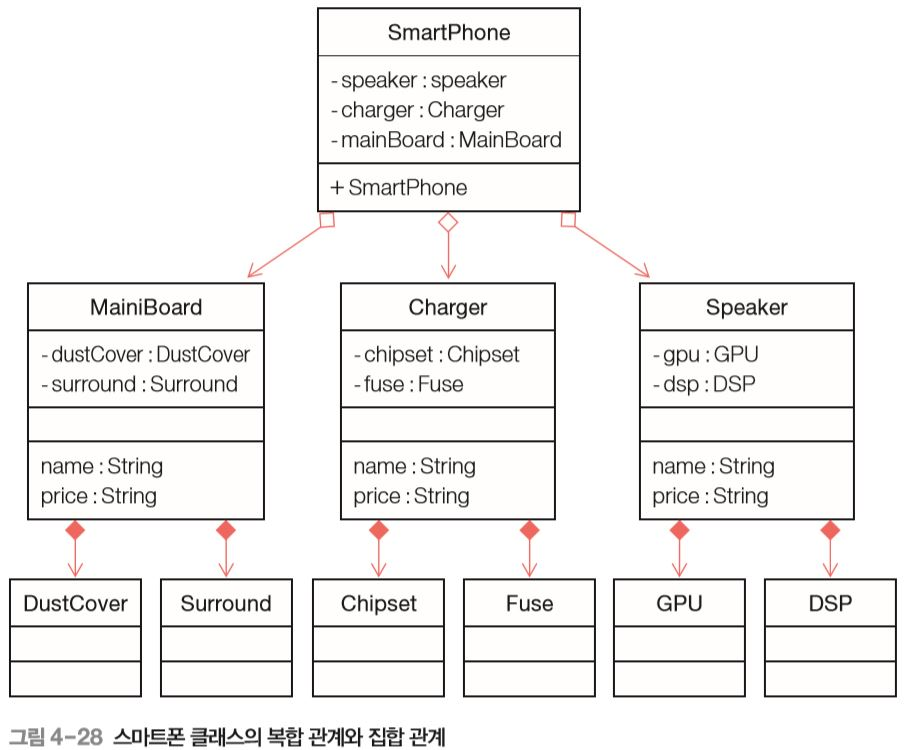 SmartPhone
- speaker : speaker
- charger : Charger
- mainBoard : MainBoard
+ SmartPhone
MainiBoard
- dustCover : DustCover
- surround : Surround
name : String
price : String
Charger
- chipset : Chipset
- fuse : Fuse
name : String
price : String
Speaker
- gpu : GPU
- dsp : DSP
name : String
price : String
DustCover
Surround
Chipset
Fuse
GPU
DSP
그림 4-28 스마트폰 클래스의 복합 관계와 집합 관계